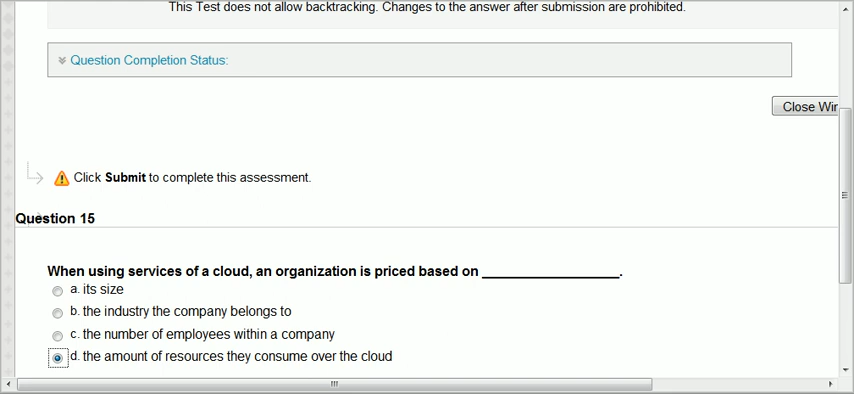 This Test does not allow backtracking. Changes to the answer after submission are prohibited.
Question Completion Status:
Close Wir
Click Submit to complete this assessment.
Question 15
When using services of a cloud, an organization is priced based on __________________.
a. its size
b. the industry the company belongs to
c. the number of employees within a company
d. the amount of resources they consume over the cloud